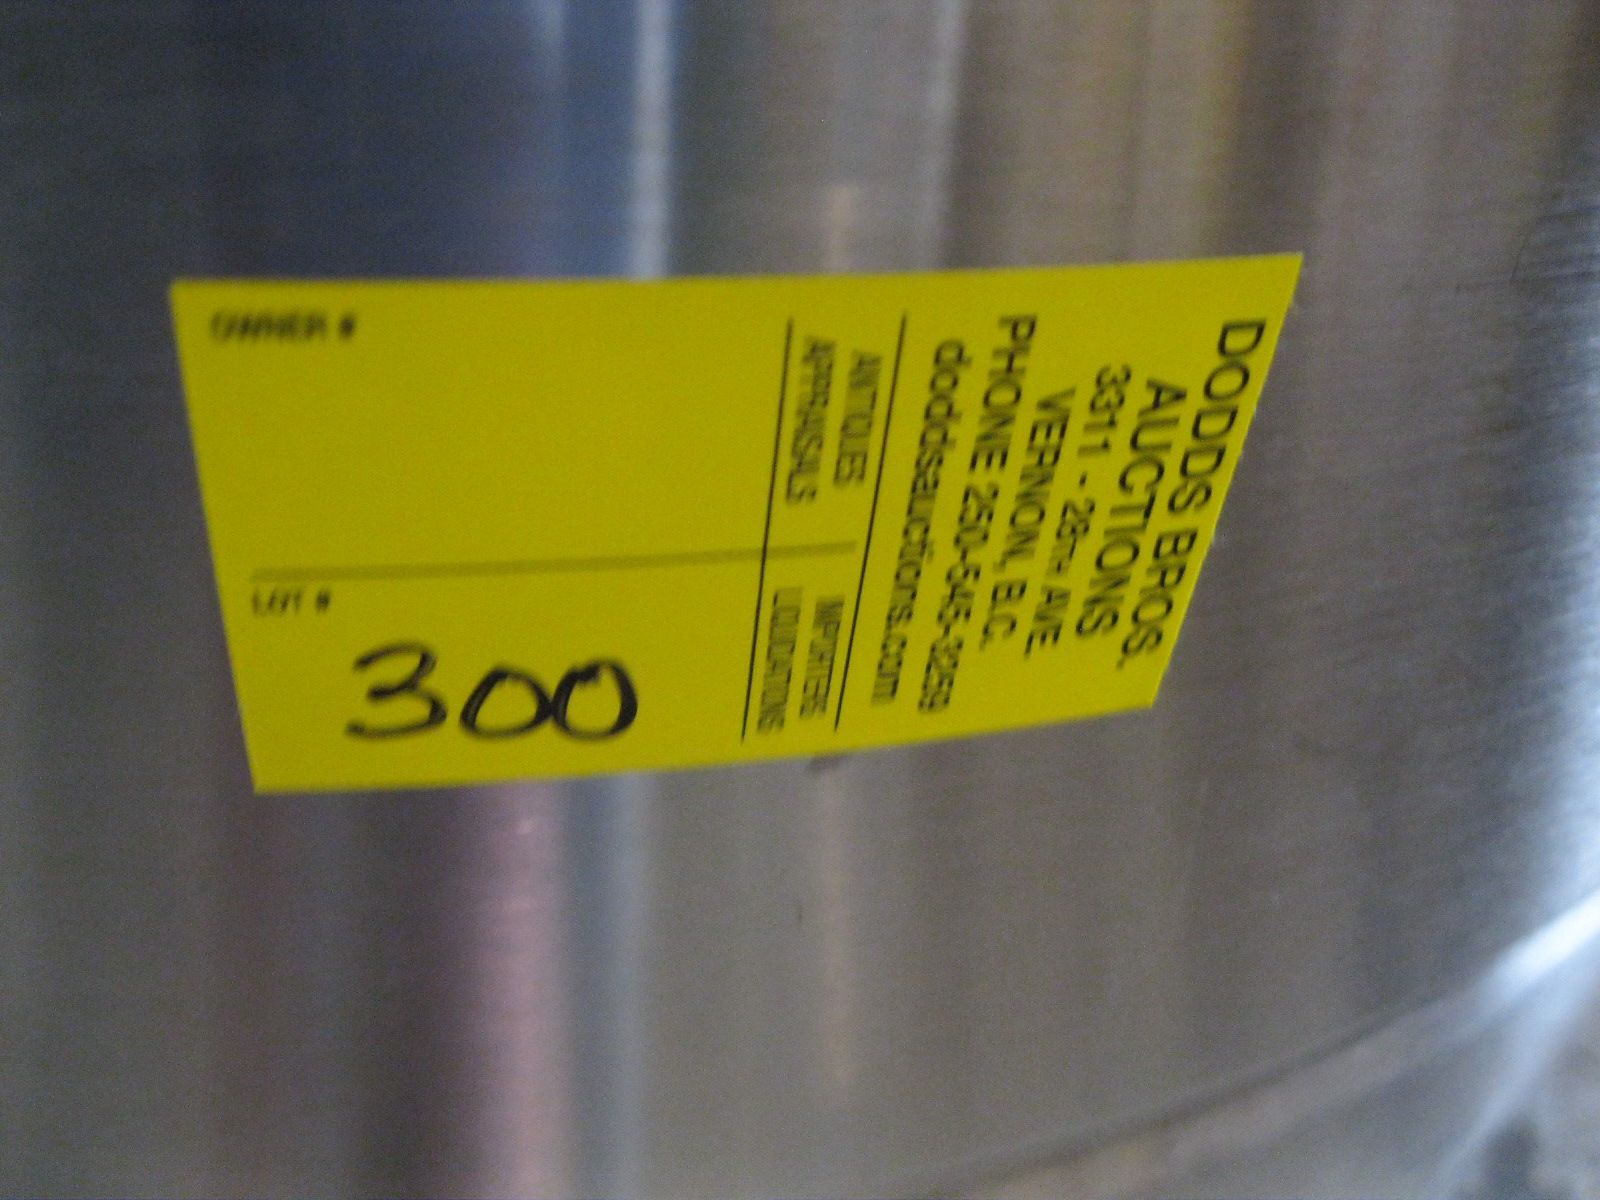 DODDS BROS.
AUCTIONS
3311 - 28TH AVE
VERNON, B.C.
PHONE 250-545-3259
doddsauctions.com
ANTIQUES IMPORTERS
APPRAISALS LIQUIDATIONS
OWNER #
LOT #
300